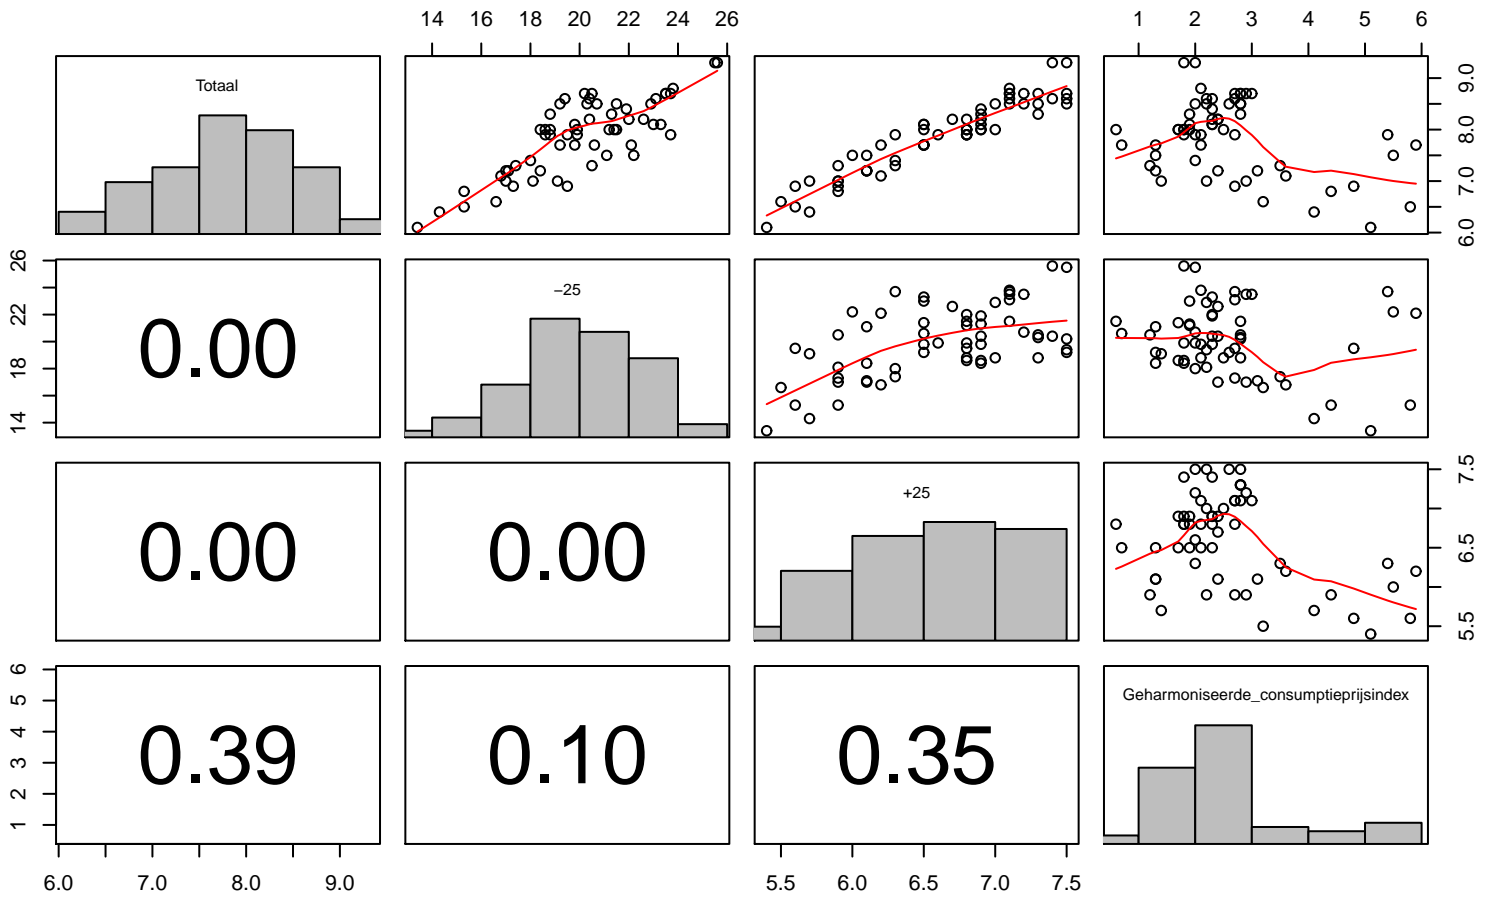 14 16 18 20 22 24 26
1 2 3 4 5 6
Totaal
6.0 7.0 8.0 9.0
14 18 22 26
0.00
−25
0.00
0.00
+25
5.5 6.5 7.5
1 2 3 4 5 6
0.39
0.10
0.35
Geharmoniseerde_consumptieprijsindex
6.0 7.0 8.0 9.0
5.5 6.0 6.5 7.0 7.5